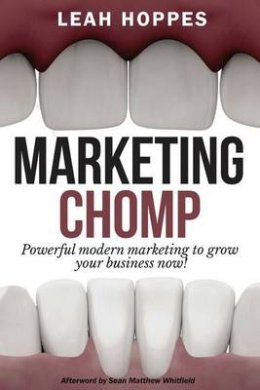 LEAH HOPPES
MARKETING
CHOMP
Powerful modern marketing to grow
your business now!
Afterword by Sean Matthew Whitfield